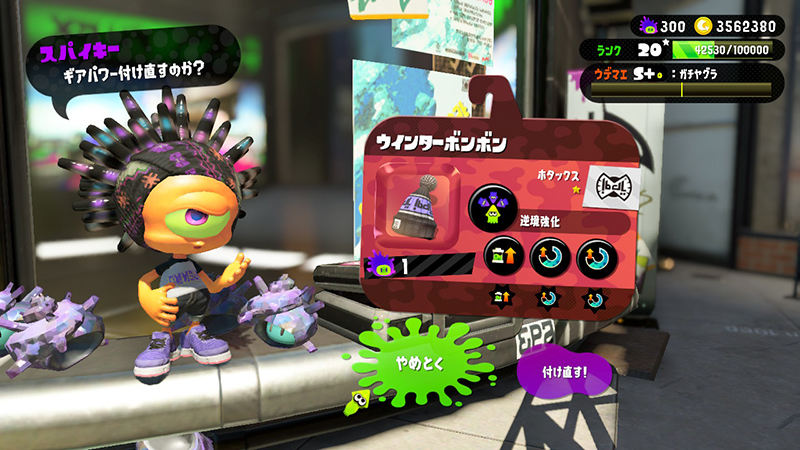 スパイキー
ギアパワー付け直すのか?
300 3562380
ランク 20★ 42530/100000
ウデマエ S+0 :ガチヤグラ
ウインターボンボン
ホタックス
逆境強化
1
やめとく
付け直す!